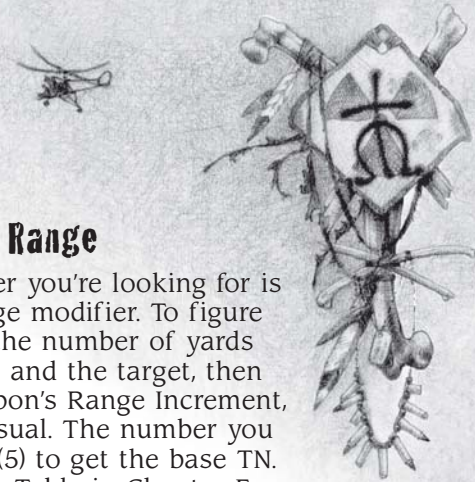 Range
er you're looking for is
ge modifier. To figure
he number of yards
and the target, then
pon's Range Increment,
sual. The number you
(5) to get the base TN.